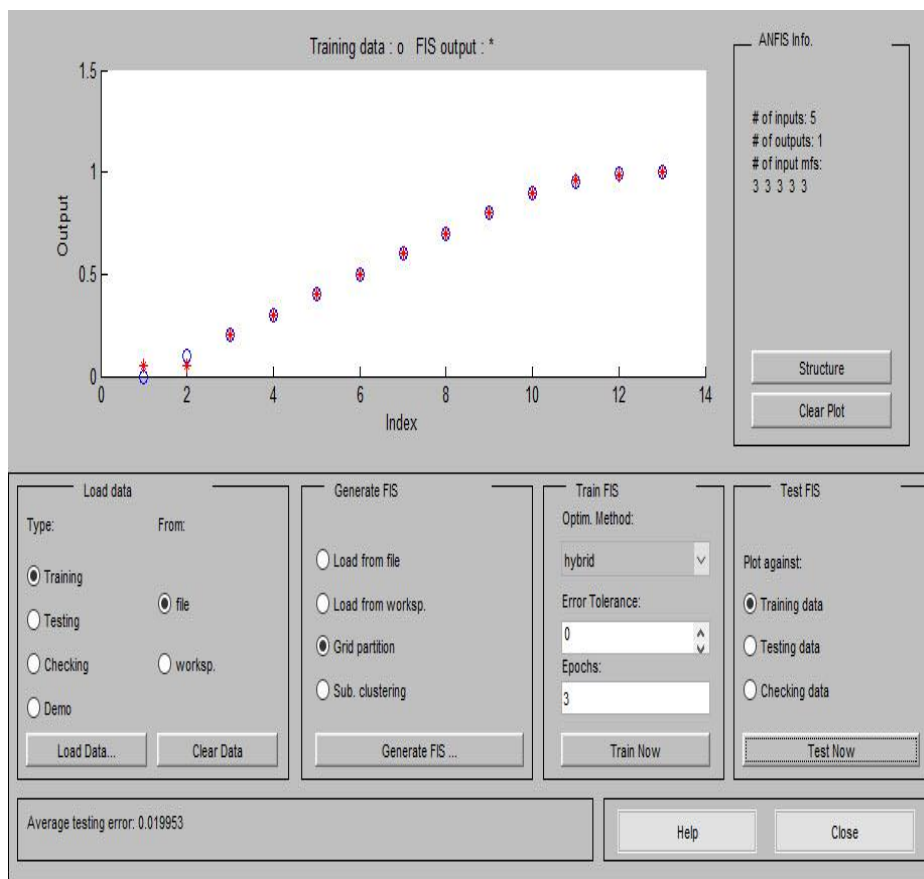 Training data : o   FIS output : *
1.5
1
0.5
0
Output
0 2 4 6 8 10 12 14
Index
ANFIS Info.
# of inputs: 5
# of outputs: 1
# of input mfs:
3 3 3 3 3
Structure
Clear Plot
Load data
Type:
From:
Training
file
Testing
Checking
worksp.
Demo
Load Data...
Clear Data
Generate FIS
Load from file
Load from worksp.
Grid partition
Sub. clustering
Generate FIS ...
Train FIS
Optim. Method:
hybrid
Error Tolerance:
0
Epochs:
3
Train Now
Test FIS
Plot against:
Training data
Testing data
Checking data
Test Now
Average testing error: 0.019953
Help
Close